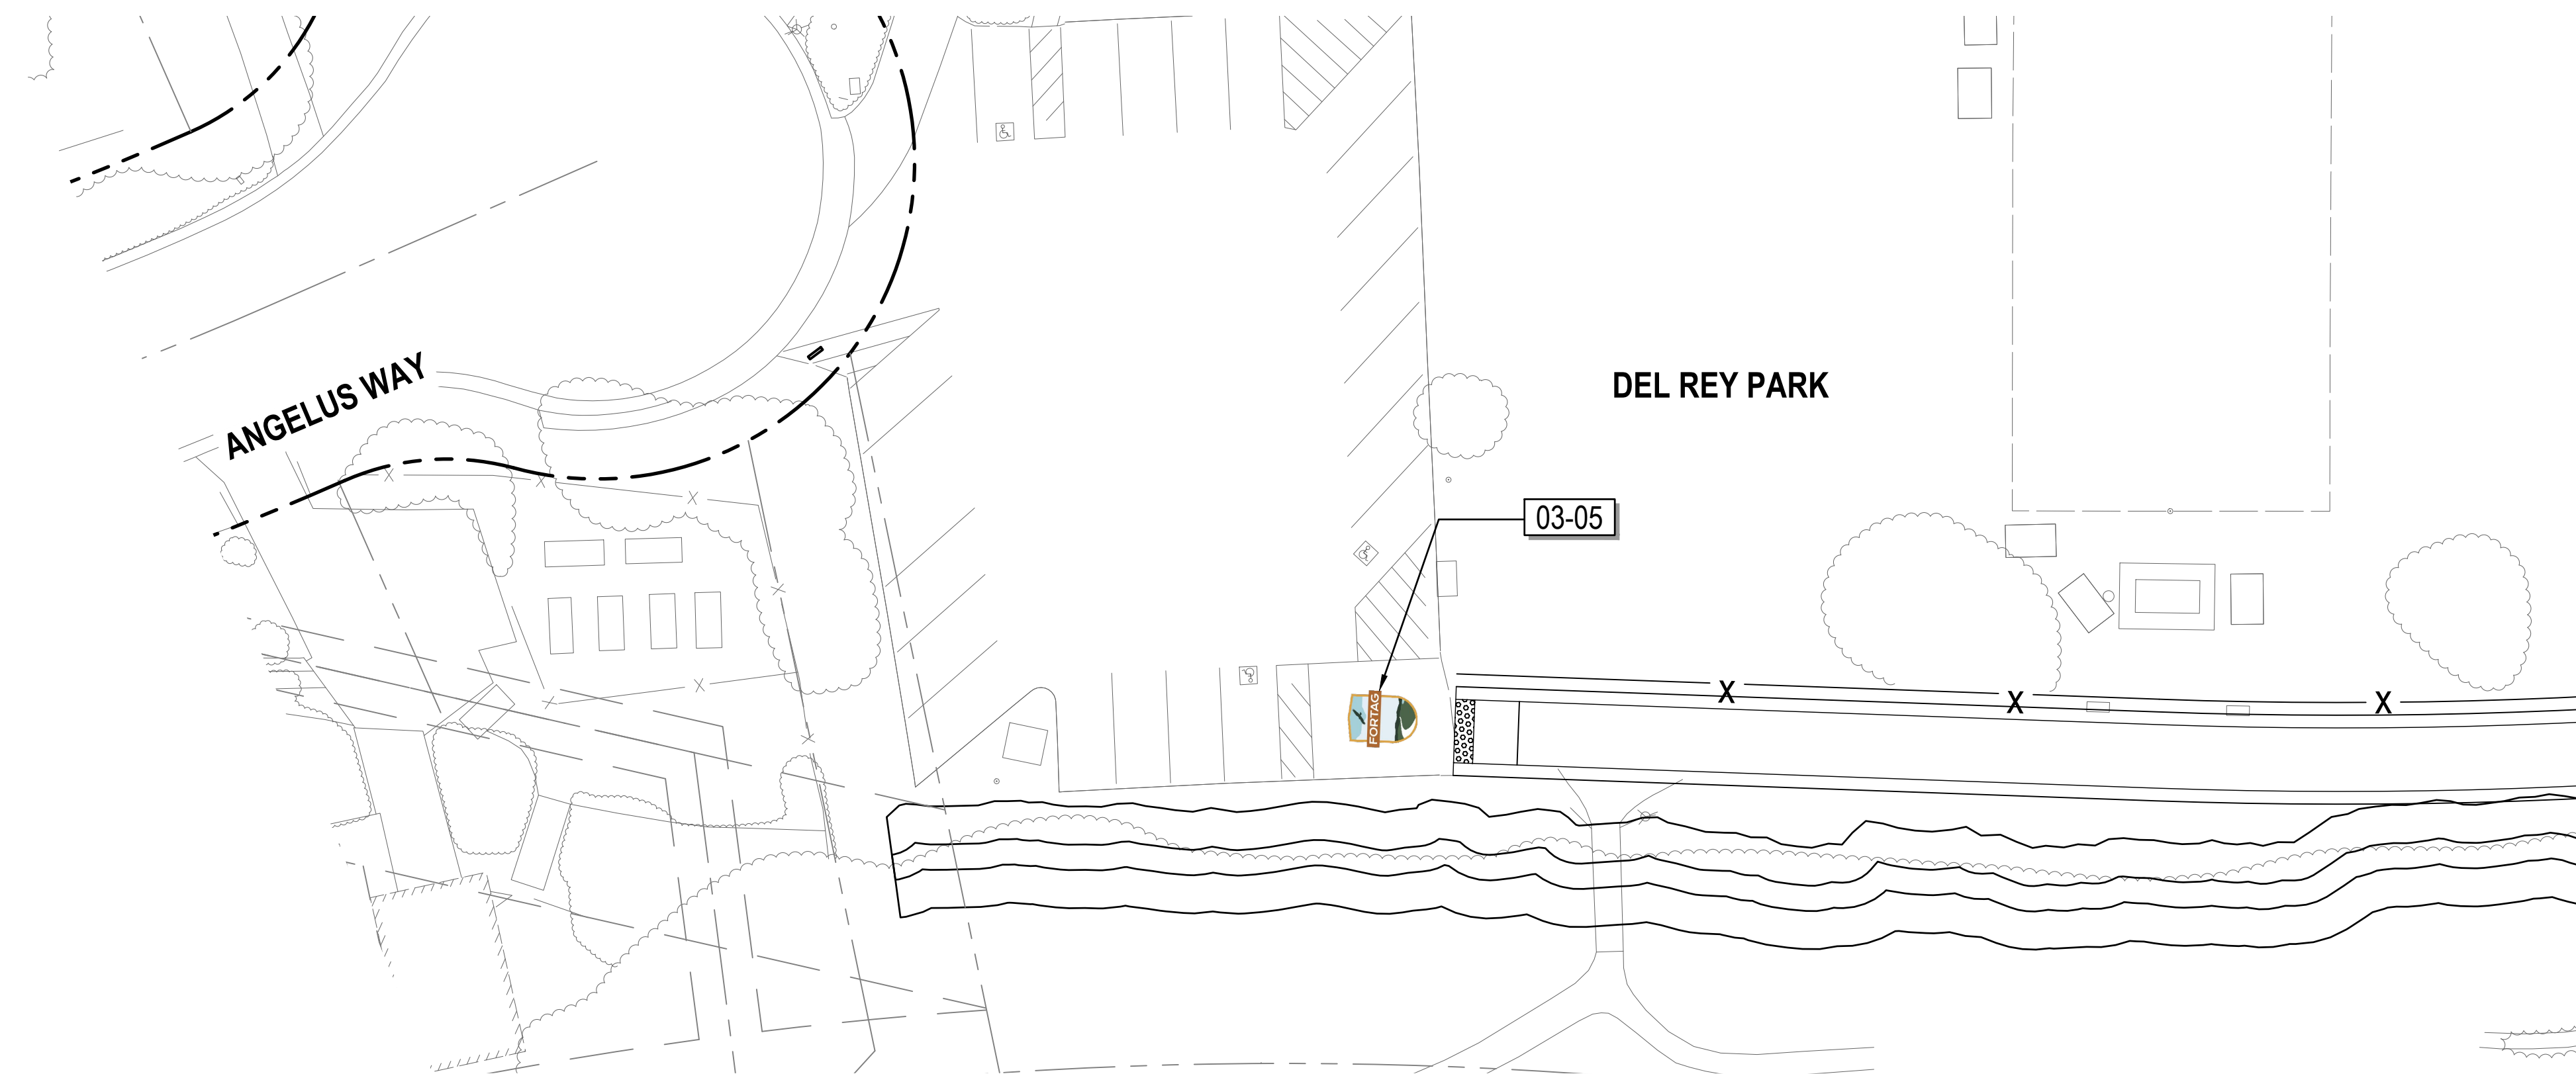 ANGELUS WAY
DEL REY PARK
03-05
FORTAG
X X X